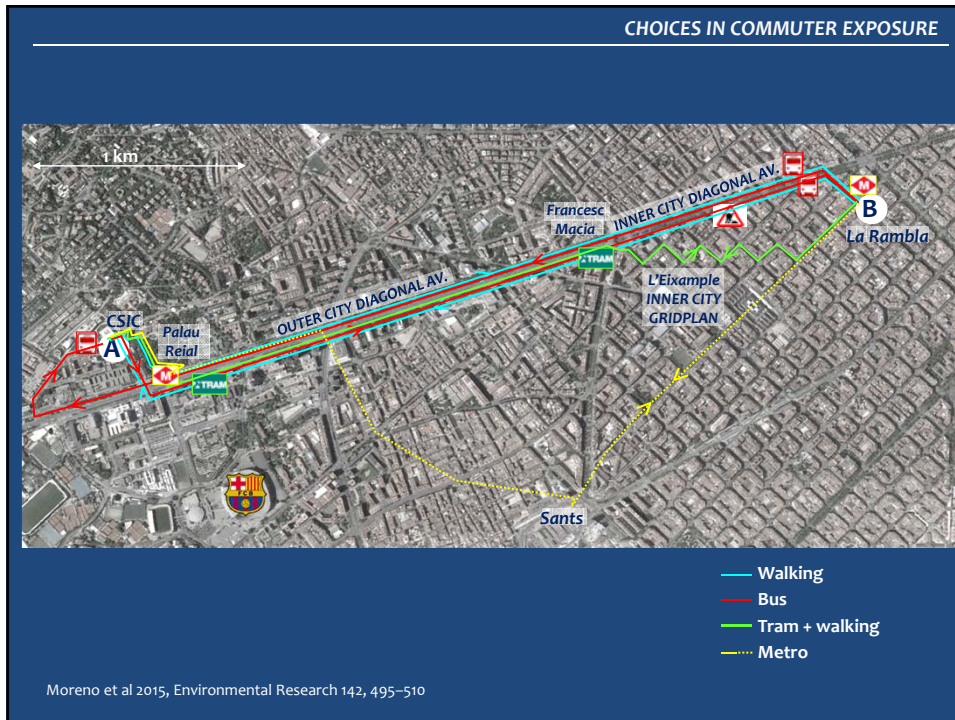 CHOICES IN COMMUTER EXPOSURE
1 km
M
B
La Rambla
INNER CITY DIAGONAL AV.
Francesc
Macia
TRAM
L'Eixample
INNER CITY
GRIDPLAN
OUTER CITY DIAGONAL AV.
CSIC
A
Palau
Reial
M
TRAM
FCB
Sants
Walking
Bus
Tram + walking
Metro
Moreno et al 2015, Environmental Research 142, 495–510